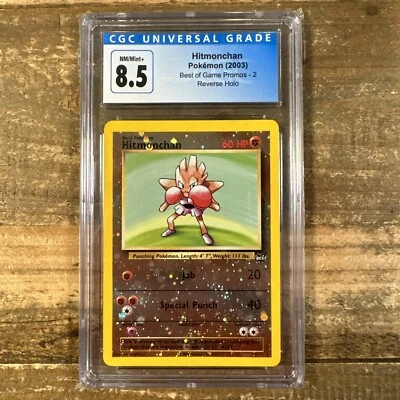 CGC UNIVERSAL GRADE
NM/Mint+
8.5
Hitmonchan
Pokémon (2003)
Best of Game Promos - 2
Reverse Holo
Hitmonchan
60 HP
Punching Pokémon. Length: 4' 7", Weight: 111 lbs.
Jab 20
Special Punch 40